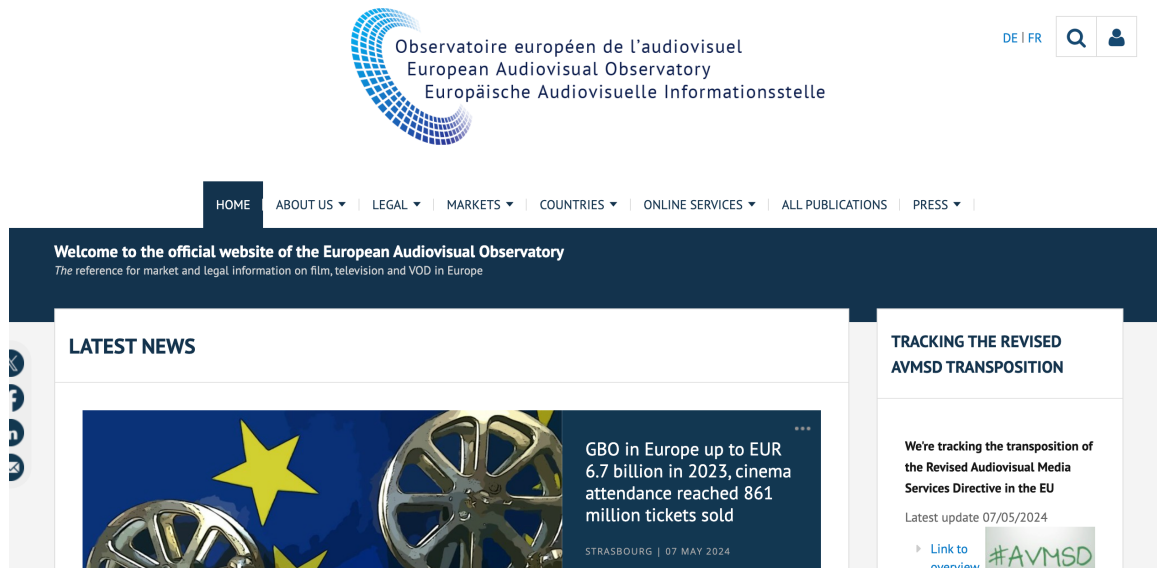 Observatoire européen de l'audiovisuel
European Audiovisual Observatory
Europäische Audiovisuelle Informationsstelle
DE | FR
HOME
ABOUT US
LEGAL
MARKETS
COUNTRIES
ONLINE SERVICES
ALL PUBLICATIONS
PRESS
Welcome to the official website of the European Audiovisual Observatory
The reference for market and legal information on film, television and VOD in Europe
LATEST NEWS
GBO in Europe up to EUR
6.7 billion in 2023, cinema
attendance reached 861
million tickets sold
STRASBOURG | 07 MAY 2024
TRACKING THE REVISED
AVMSD TRANSPOSITION
We're tracking the transposition of
the Revised Audiovisual Media
Services Directive in the EU
Latest update 07/05/2024
Link to
overview
#AVMSD